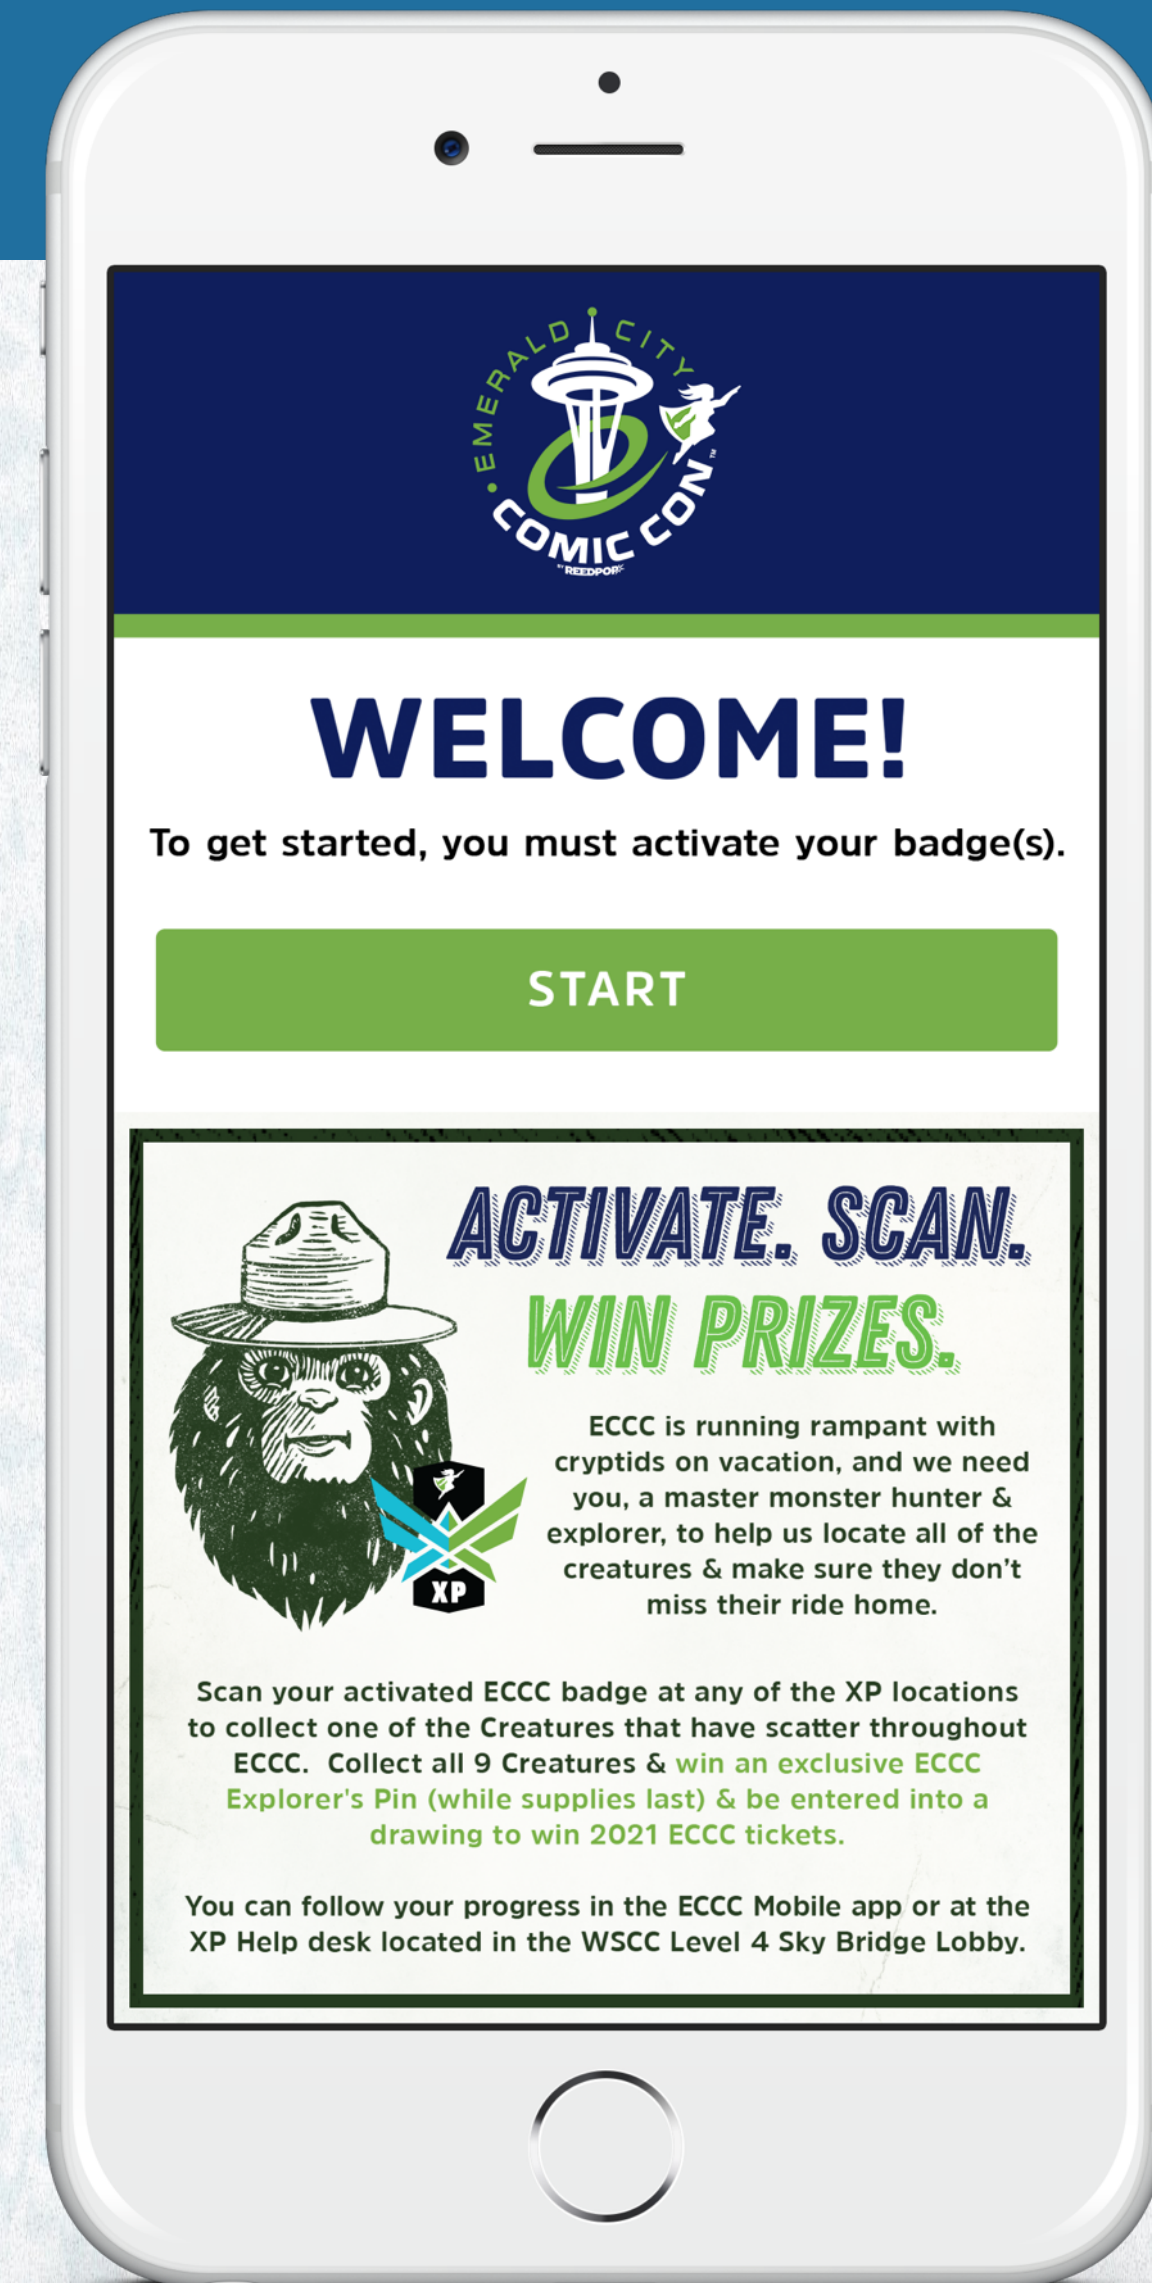 EMERALD CITY
COMIC CON™
BY REEDPOP
WELCOME!
To get started, you must activate your badge(s).
START
ACTIVATE. SCAN.
WIN PRIZES.
ECCC is running rampant with
cryptids on vacation, and we need
you, a master monster hunter &
explorer, to help us locate all of the
creatures & make sure they don't
miss their ride home.
XP
Scan your activated ECCC badge at any of the XP locations
to collect one of the Creatures that have scatter throughout
ECCC. Collect all 9 Creatures & win an exclusive ECCC
Explorer's Pin (while supplies last) & be entered into a
drawing to win 2021 ECCC tickets.
You can follow your progress in the ECCC Mobile app or at the
XP Help desk located in the WSCC Level 4 Sky Bridge Lobby.